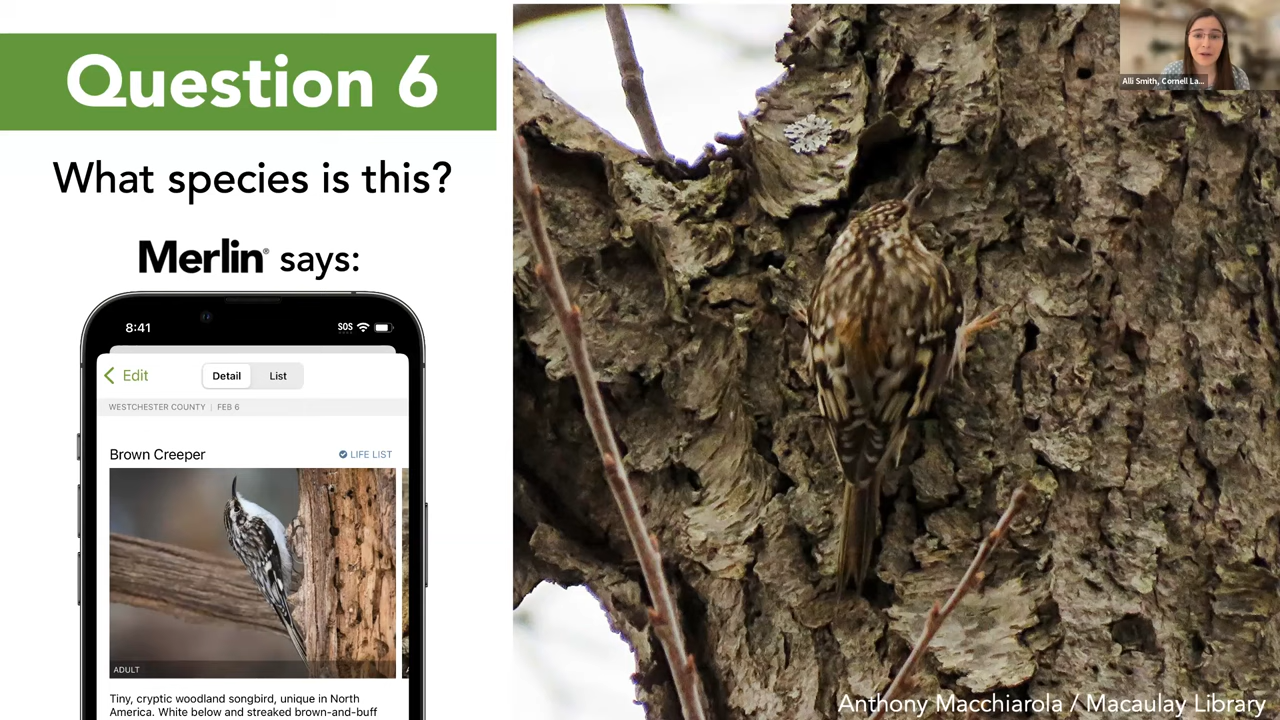 Question 6
What species is this?
Merlin® says:
8:41
SOS
Edit
Detail
List
WESTCHESTER COUNTY | FEB 6
Brown Creeper
LIFE LIST
ADULT
Tiny, cryptic woodland songbird, unique in North
America. White below and streaked brown-and-buff
Alli Smith, Cornell La...
Anthony Macchiarola / Macaulay Library